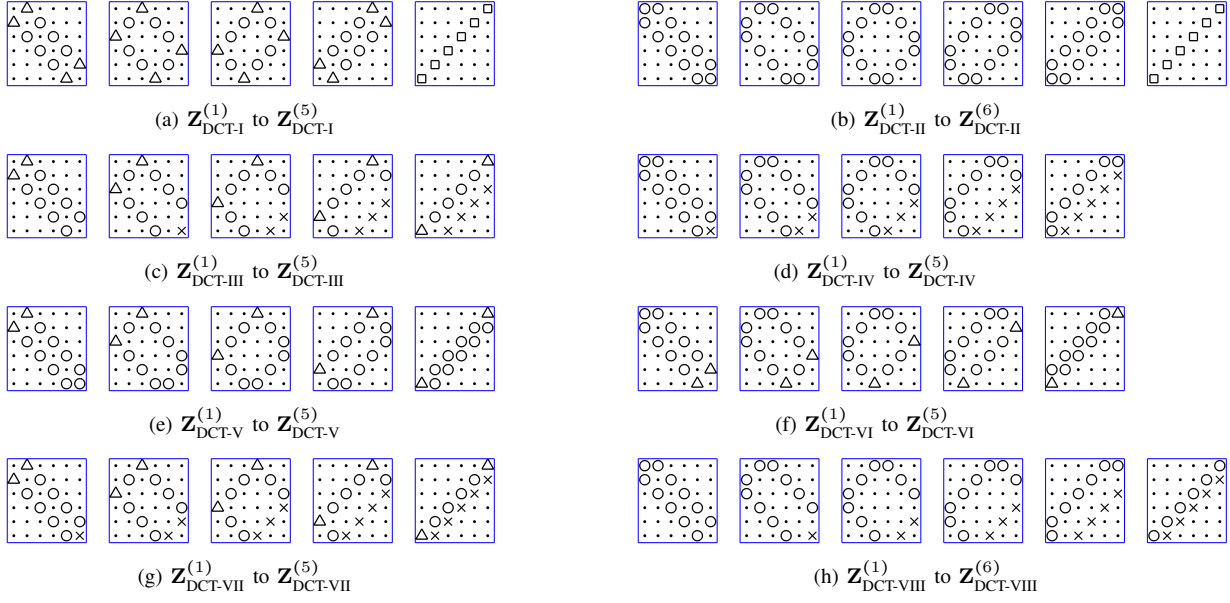 (a) Z^{(1)}_{DCT-I} to Z^{(5)}_{DCT-I}
(b) Z^{(1)}_{DCT-II} to Z^{(6)}_{DCT-II}
(c) Z^{(1)}_{DCT-III} to Z^{(5)}_{DCT-III}
(d) Z^{(1)}_{DCT-IV} to Z^{(5)}_{DCT-IV}
(e) Z^{(1)}_{DCT-V} to Z^{(5)}_{DCT-V}
(f) Z^{(1)}_{DCT-VI} to Z^{(5)}_{DCT-VI}
(g) Z^{(1)}_{DCT-VII} to Z^{(5)}_{DCT-VII}
(h) Z^{(1)}_{DCT-VIII} to Z^{(6)}_{DCT-VIII}